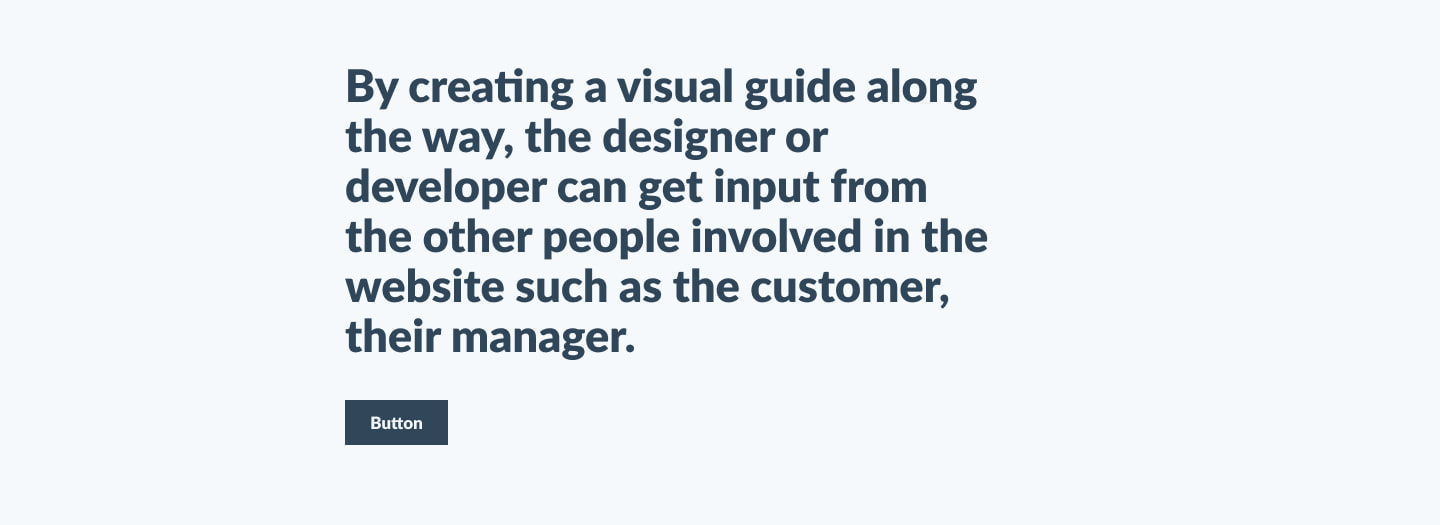 By creating a visual guide along
the way, the designer or
developer can get input from
the other people involved in the
website such as the customer,
their manager.
Button